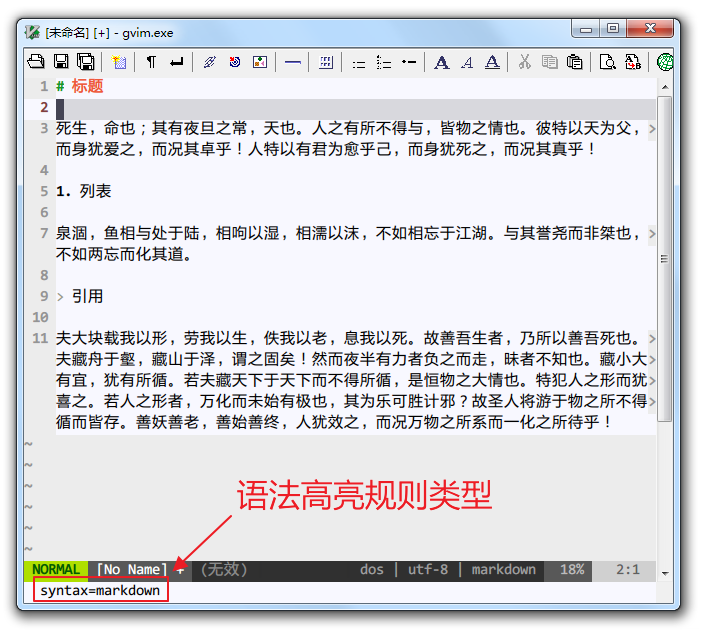 [未命名] [+] - gvim.exe
1 # 标题
2
3 死生，命也；其有夜旦之常，天也。人之有所不得与，皆物之情也。彼特以天为父，>
而身犹爱之，而况其卓乎！人特以有君为愈乎己，而身犹死之，而况其真乎！
4
5 1. 列表
6
7 泉涸，鱼相与处于陆，相呴以湿，相濡以沫，不如相忘于江湖。与其誉尧而非桀也，>
不如两忘而化其道。
8
9 > 引用
10
11 夫大块载我以形，劳我以生，佚我以老，息我以死。故善吾生者，乃所以善吾死也。>
夫藏舟于壑，藏山于泽，谓之固矣！然而夜半有力者负之而走，昧者不知也。藏小大>
有宜，犹有所循。若夫藏天下于天下而不得所循，是恒物之大情也。特犯人之形而犹>
喜之。若人之形者，万化而未始有极也，其为乐可胜计邪？故圣人将游于物之所不得>
循而皆存。善妖善老，善始善终，人犹效之，而况万物之所系而一化之所待乎！
~
~
~
~
~
~
语法高亮规则类型
NORMAL [No Name] + (无效) dos | utf-8 | markdown 18% 2:1
syntax=markdown